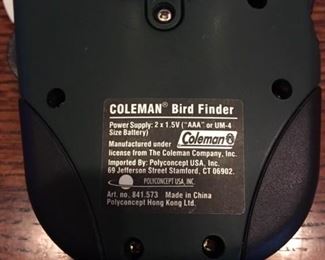 COLEMAN® Bird Finder
Power Supply: 2 x 1.5V ("AAA" or UM-4
Size Battery)
Manufactured under
license from The Coleman Company, Inc.
Coleman®
Imported By: Polyconcept USA, Inc.
69 Jefferson Street Stamford, CT 06902.
POLYCONCEPT USA, INC.
Art. no. 841.573 Made in China
Polyconcept Hong Kong Ltd.